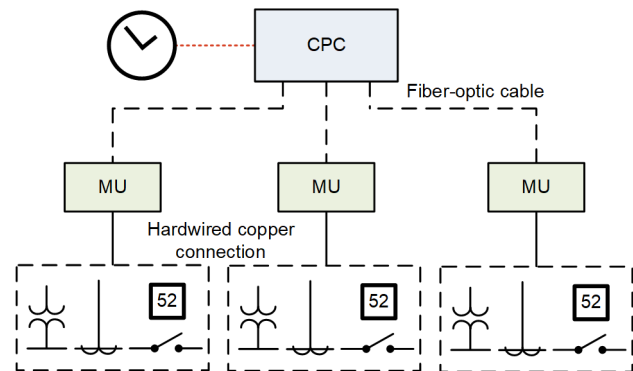 CPC
Fiber-optic cable
MU
MU
MU
Hardwired copper
connection
52
52
52